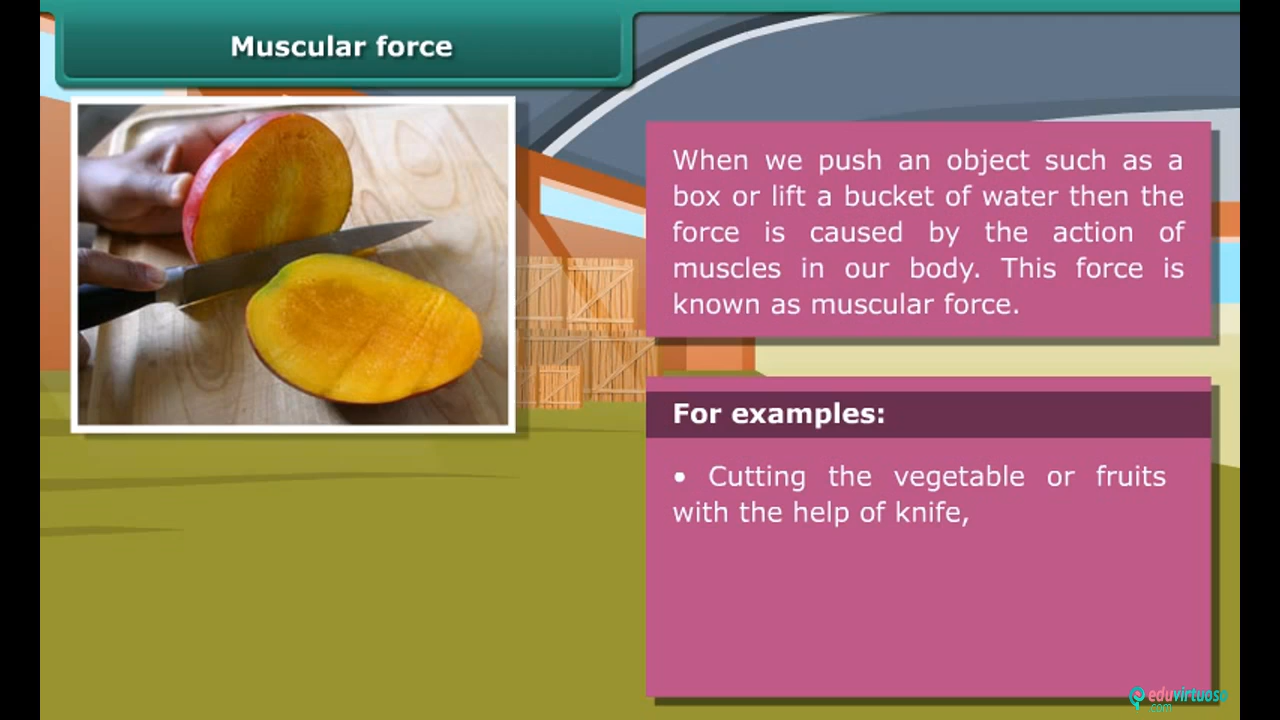 Muscular force
When we push an object such as a
box or lift a bucket of water then the
force is caused by the action of
muscles in our body. This force is
known as muscular force.
For examples:
• Cutting the vegetable or fruits
with the help of knife,
eduvirtuoso
.com